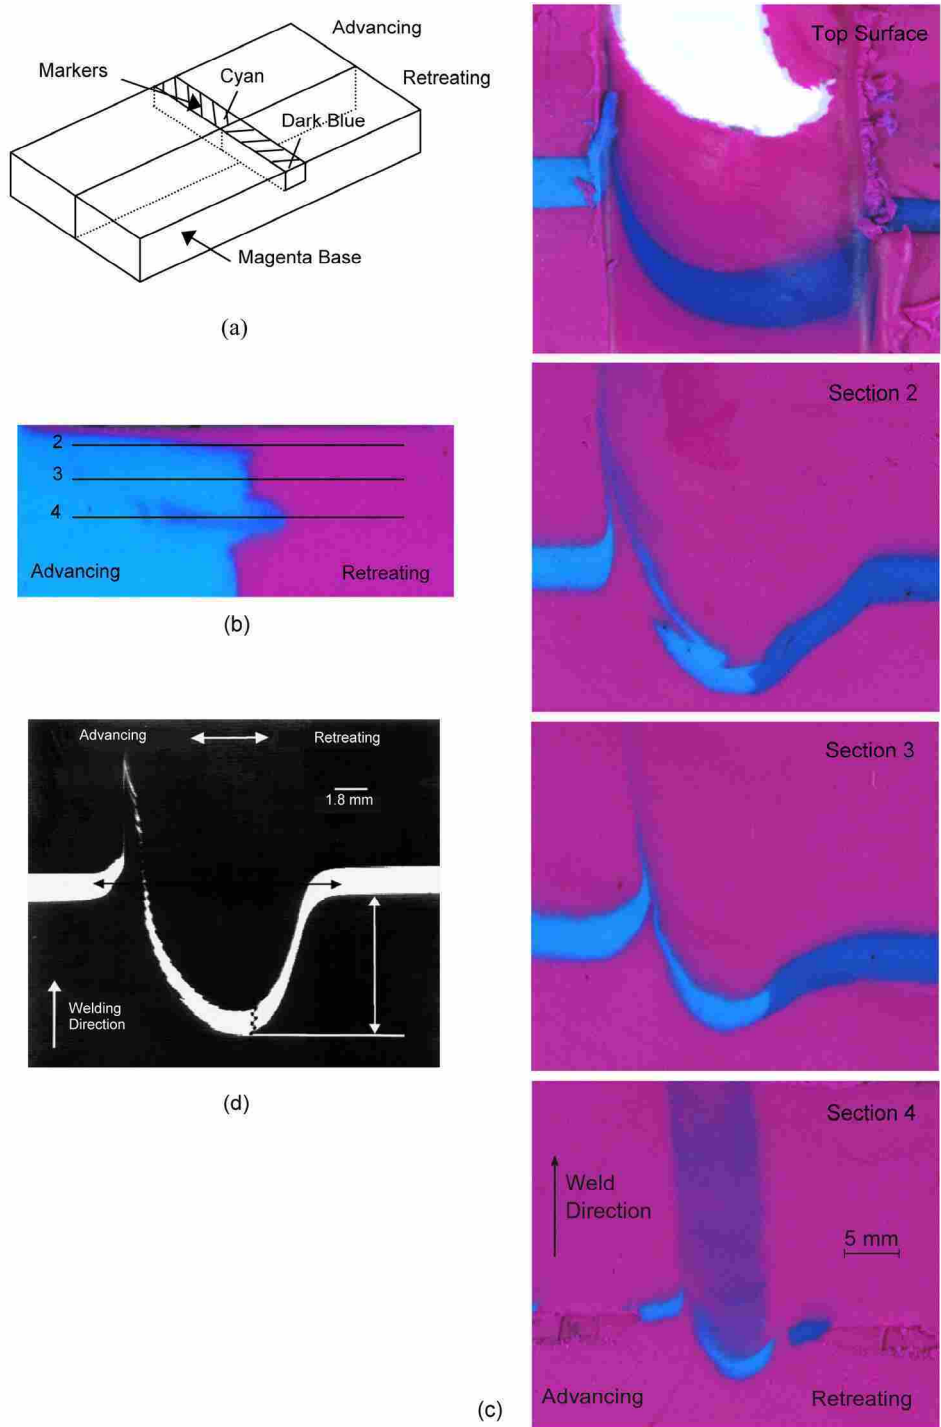 Advancing
Retreating
Markers
Cyan
Dark Blue
Magenta Base
(a)
2
3
4
Advancing
Retreating
(b)
Advancing
Retreating
1.8 mm
Welding
Direction
(d)
Top Surface
Section 2
Section 3
Section 4
Weld
Direction
5 mm
Advancing
Retreating
(c)